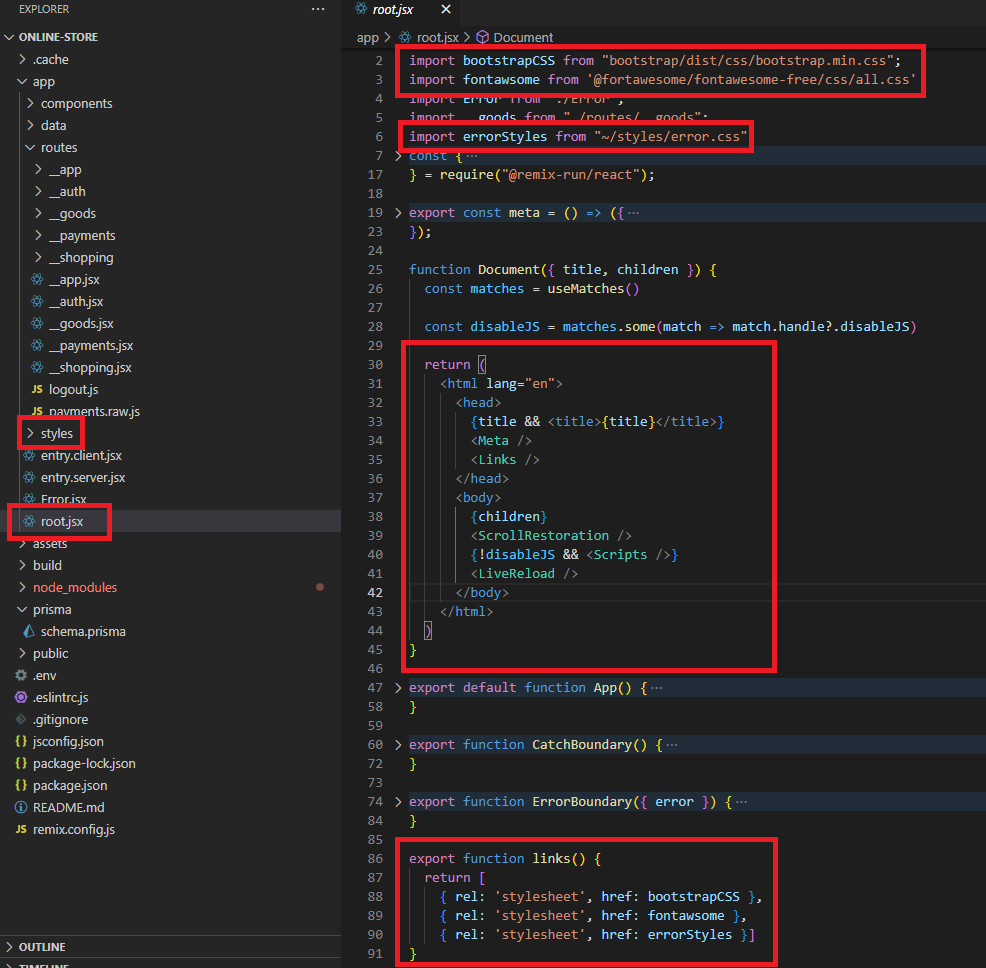 EXPLORER
···
ONLINE-STORE
.cache
app
components
data
routes
__app
__auth
__goods
__payments
__shopping
__app.jsx
__auth.jsx
__goods.jsx
__payments.jsx
__shopping.jsx
JS logout.js
JS payments.raw.js
styles
entry.client.jsx
entry.server.jsx
Error.jsx
root.jsx
assets
build
node_modules
prisma
schema.prisma
public
.env
.eslintrc.js
.gitignore
{} jsconfig.json
{} package-lock.json
{} package.json
README.md
JS remix.config.js
OUTLINE
TIMELINE
root.jsx
app > root.jsx > Document
2 import bootstrapCSS from "bootstrap/dist/css/bootstrap.min.css";
3 import fontawsome from '@fortawesome/fontawesome-free/css/all.css'
4 import Error from "./Error";
5 import __goods from "./routes/__goods";
6 import errorStyles from "~/styles/error.css"
7 const {···
17 } = require("@remix-run/react");
18
19 export const meta = () => ({···
23 });
24
25 function Document({ title, children }) {
26 const matches = useMatches()
27
28 const disableJS = matches.some(match => match.handle?.disableJS)
29
30 return (
31 <html lang="en">
32 <head>
33 {title && <title>{title}</title>}
34 <Meta />
35 <Links />
36 </head>
37 <body>
38 {children}
39 <ScrollRestoration />
40 {!disableJS && <Scripts />}
41 <LiveReload />
42 </body>
43 </html>
44 )
45 }
46
47 export default function App() {···
58 }
59
60 export function CatchBoundary() {···
72 }
73
74 export function ErrorBoundary({ error }) {···
84 }
85
86 export function links() {
87 return [
88 { rel: 'stylesheet', href: bootstrapCSS },
89 { rel: 'stylesheet', href: fontawsome },
90 { rel: 'stylesheet', href: errorStyles }]
91 }